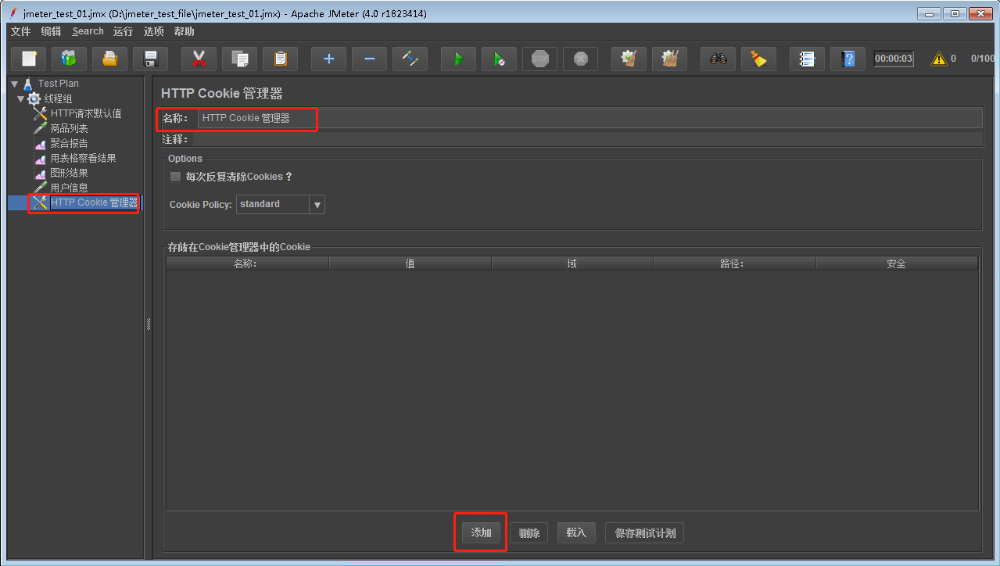 jmeter_test_01.jmx (D:\jmeter_test_file\jmeter_test_01.jmx) - Apache JMeter (4.0 r1823414)
文件 编辑 Search 运行 选项 帮助
STOP 00:00:03 0 0/100
Test Plan
线程组
HTTP请求默认值
商品列表
聚合报告
用表格察看结果
图形结果
用户信息
HTTP Cookie 管理器
HTTP Cookie 管理器
名称： HTTP Cookie 管理器
注释：
Options
每次反复清除Cookies？
Cookie Policy: standard
存储在Cookie管理器中的Cookie
名称： 值 域 路径： 安全
添加 删除 载入 保存测试计划